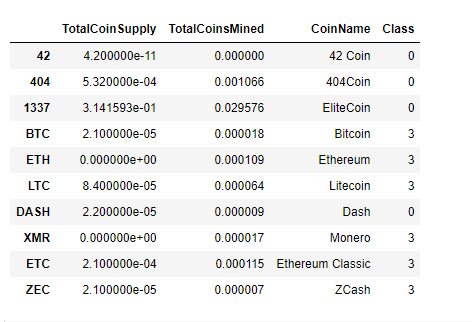 TotalCoinSupply TotalCoinsMined CoinName Class
42 4.200000e-11 0.000000 42 Coin 0
404 5.320000e-04 0.001066 404Coin 0
1337 3.141593e-01 0.029576 EliteCoin 0
BTC 2.100000e-05 0.000018 Bitcoin 3
ETH 0.000000e+00 0.000109 Ethereum 3
LTC 8.400000e-05 0.000064 Litecoin 3
DASH 2.200000e-05 0.000009 Dash 0
XMR 0.000000e+00 0.000017 Monero 3
ETC 2.100000e-04 0.000115 Ethereum Classic 3
ZEC 2.100000e-05 0.000007 ZCash 3